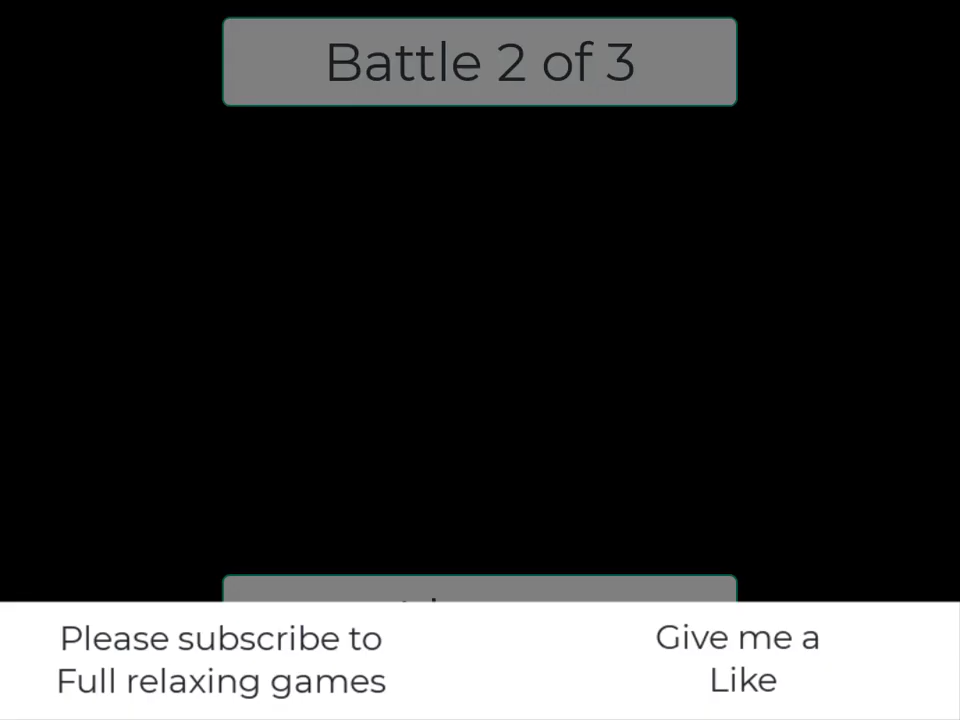 Battle 2 of 3
Please subscribe to
Full relaxing games
Give me a
Like